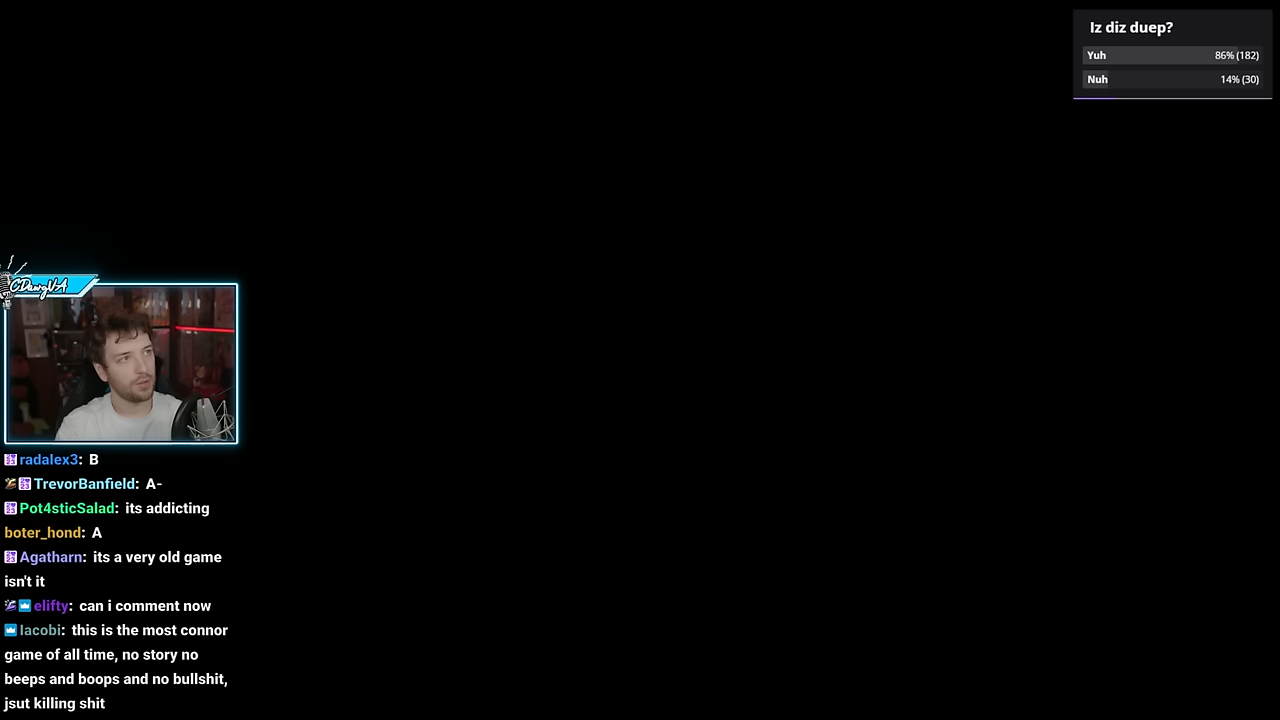 Iz diz duep?
Yuh 86% (182)
Nuh 14% (30)
CDawgVA
radalex3: B
TrevorBanfield: A-
Pot4sticSalad: its addicting
boter_hond: A
Agatharn: its a very old game
isn't it
elifty: can i comment now
Iacobi: this is the most connor
game of all time, no story no
beeps and boops and no bullshit,
jsut killing shit